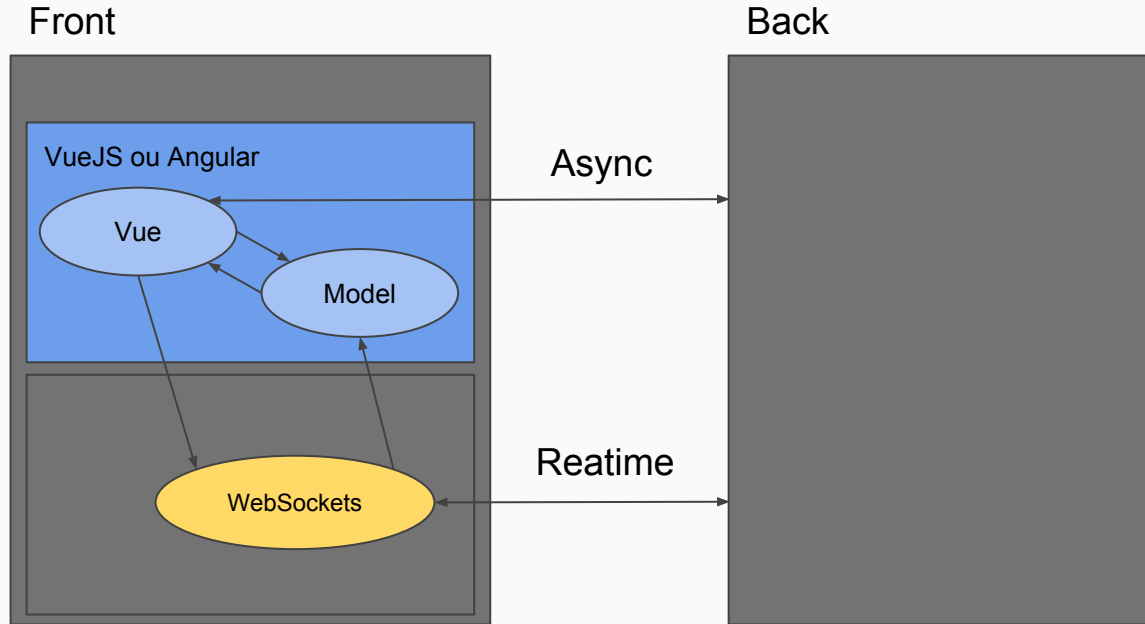 Front
Back
VueJS ou Angular
Async
Vue
Model
Reatime
WebSockets